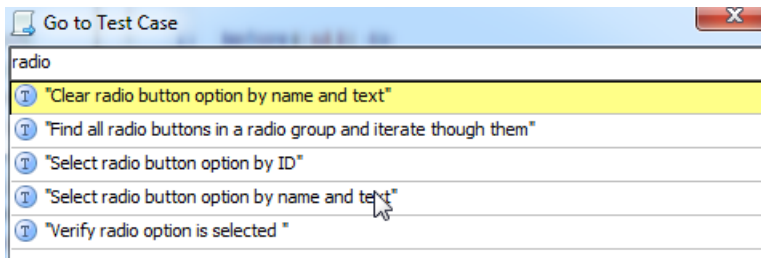 Go to Test Case
radio
"Clear radio button option by name and text"
"Find all radio buttons in a radio group and iterate though them"
"Select radio button option by ID"
"Select radio button option by name and text"
"Verify radio option is selected "